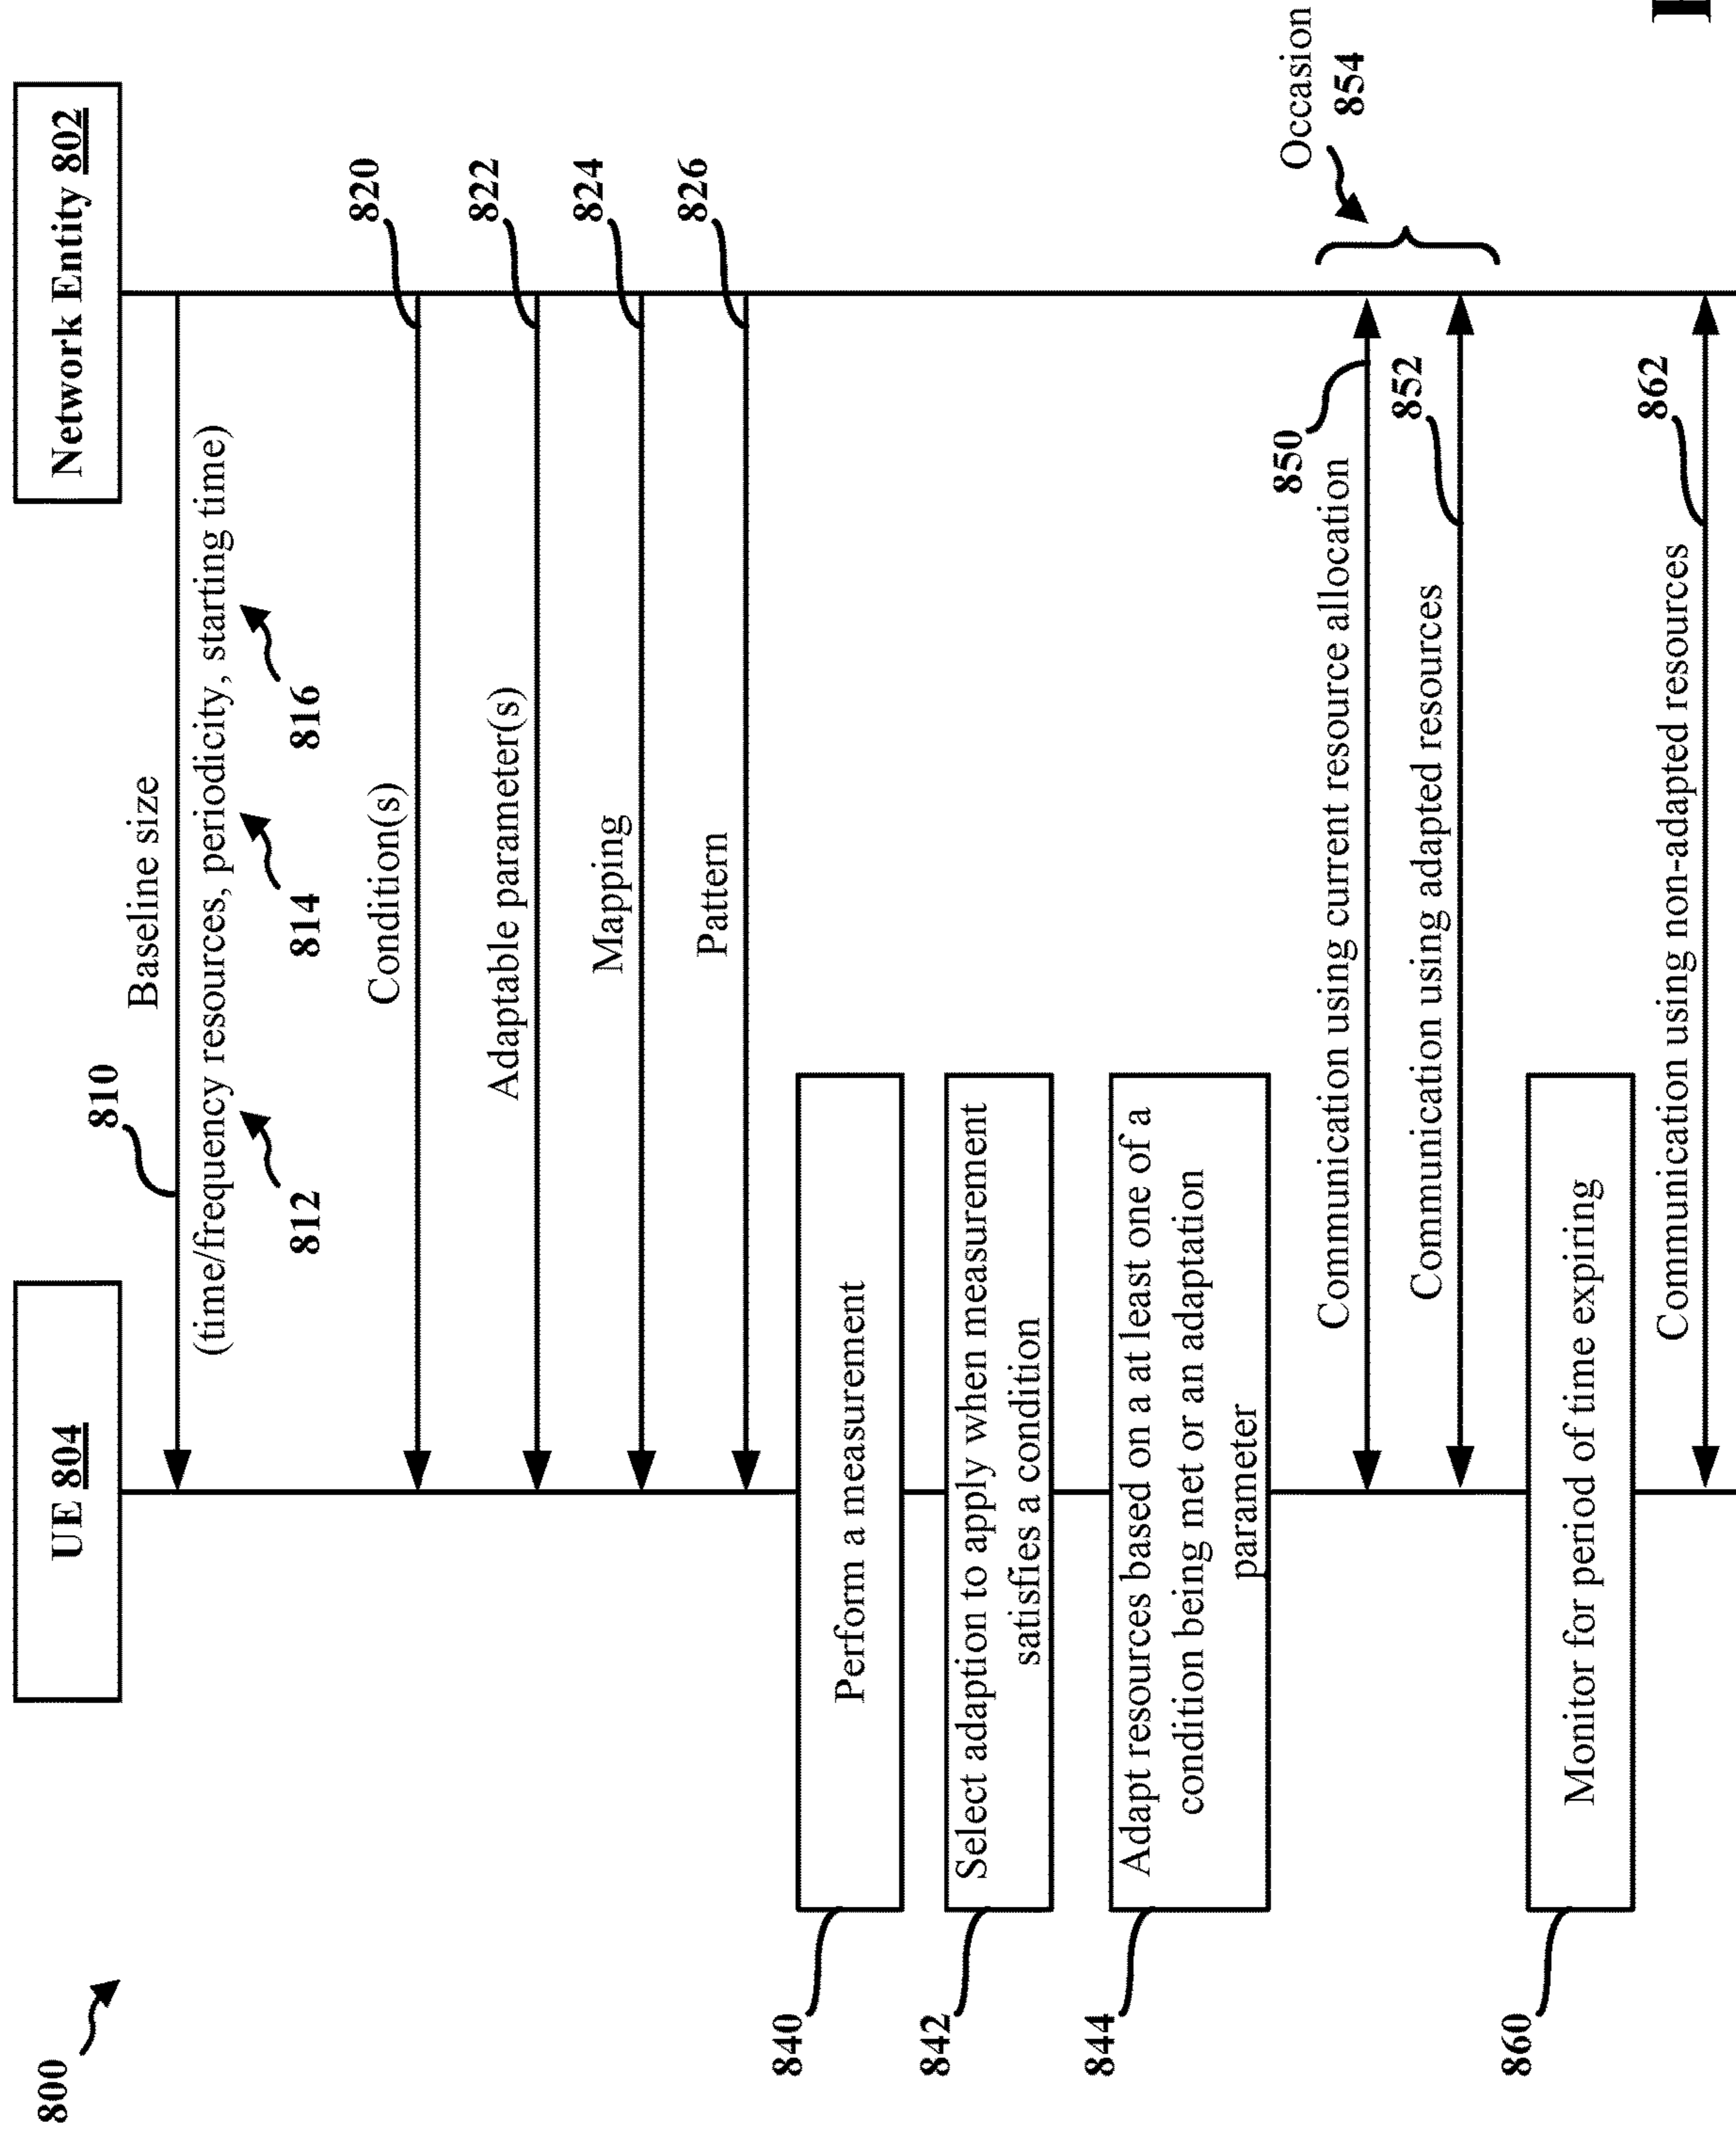 800
UE 804
Network Entity 802
810
Baseline size
(time/frequency resources, periodicity, starting time)
812
814
816
Condition(s)
820
Adaptable parameter(s)
822
Mapping
824
Pattern
826
840
Perform a measurement
842
Select adaption to apply when measurement
satisfies a condition
844
Adapt resources based on a at least one of a
condition being met or an adaptation
parameter
Communication using current resource allocation
850
Communication using adapted resources
852
Occasion
854
860
Monitor for period of time expiring
Communication using non-adapted resources
862